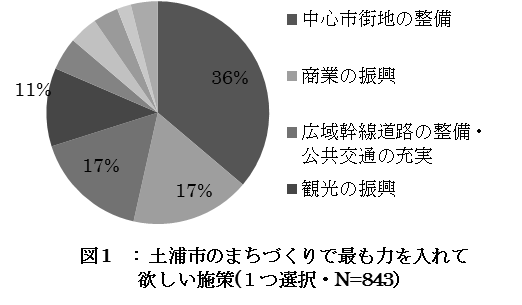 36%
17%
17%
11%
■中心市街地の整備
■商業の振興
■広域幹線道路の整備・
公共交通の充実
■観光の振興
図１　：土浦市のまちづくりで最も力を入れて
欲しい施策(１つ選択・N=843)